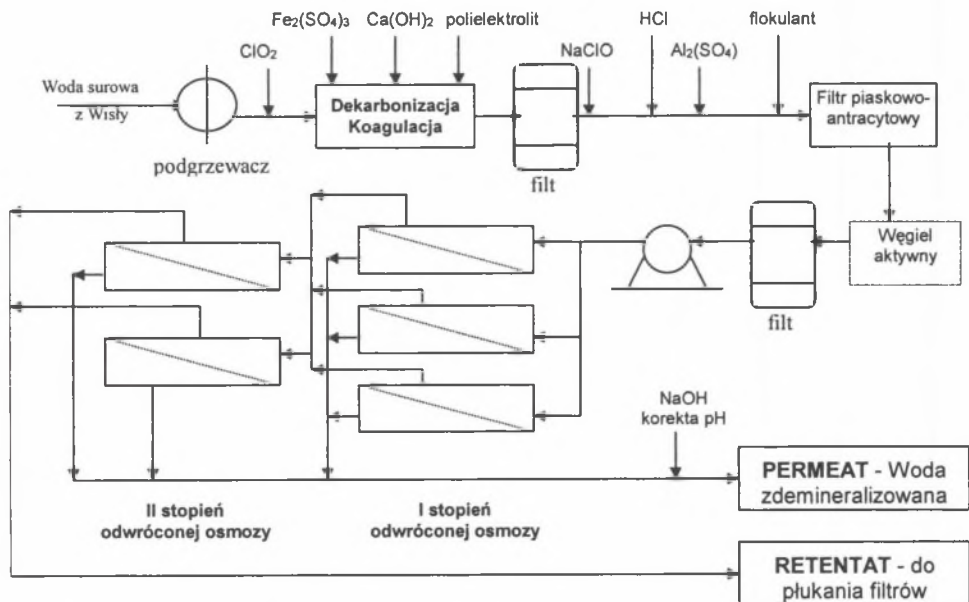 Fe₂(SO₄)₃ Ca(OH)₂ polielektrolit HCl flokulant
ClO₂ NaClO Al₂(SO₄)
Woda surowa
z Wisły
podgrzewacz
Dekarbonizacja
Koagulacja
filt
Filtr piaskowo-
antracytowy
Węgiel
aktywny
filt
NaOH
korekta pH
PERMEAT - Woda
zdemineralizowana
II stopień
odwróconej osmozy
I stopień
odwróconej osmozy
RETENTAT - do
płukania filtrów